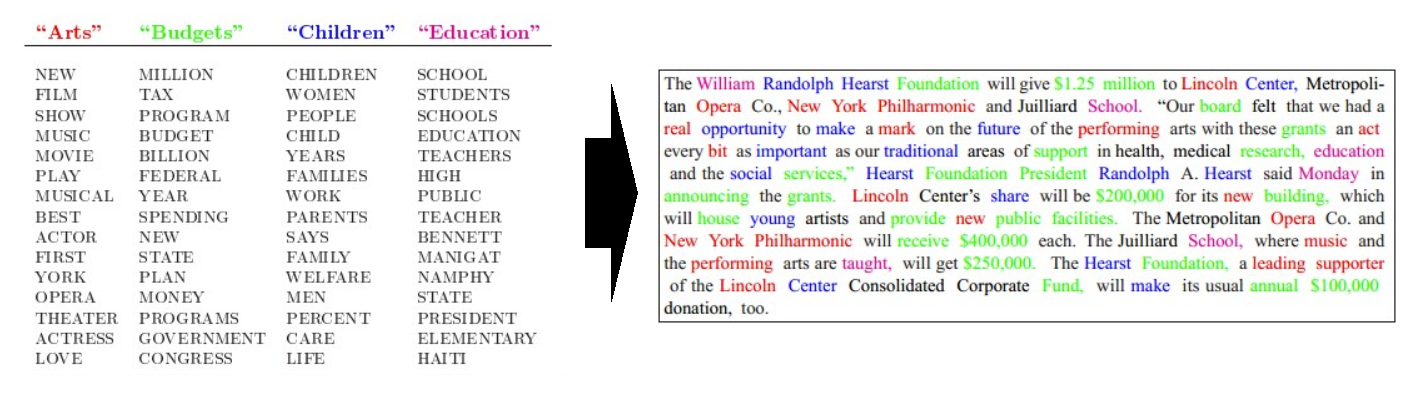 “Arts” “Budgets” “Children” “Education”
NEW MILLION CHILDREN SCHOOL
FILM TAX WOMEN STUDENTS
SHOW PROGRAM PEOPLE SCHOOLS
MUSIC BUDGET CHILD EDUCATION
MOVIE BILLION YEARS TEACHERS
PLAY FEDERAL FAMILIES HIGH
MUSICAL YEAR WORK PUBLIC
BEST SPENDING PARENTS TEACHER
ACTOR NEW SAYS BENNETT
FIRST STATE FAMILY MANIGAT
YORK PLAN WELFARE NAMPHY
OPERA MONEY MEN STATE
THEATER PROGRAMS PERCENT PRESIDENT
ACTRESS GOVERNMENT CARE ELEMENTARY
LOVE CONGRESS LIFE HAITI
The William Randolph Hearst Foundation will give $1.25 million to Lincoln Center, Metropoli-
tan Opera Co., New York Philharmonic and Juilliard School. “Our board felt that we had a
real opportunity to make a mark on the future of the performing arts with these grants an act
every bit as important as our traditional areas of support in health, medical research, education
and the social services,” Hearst Foundation President Randolph A. Hearst said Monday in
announcing the grants. Lincoln Center’s share will be $200,000 for its new building, which
will house young artists and provide new public facilities. The Metropolitan Opera Co. and
New York Philharmonic will receive $400,000 each. The Juilliard School, where music and
the performing arts are taught, will get $250,000. The Hearst Foundation, a leading supporter
of the Lincoln Center Consolidated Corporate Fund, will make its usual annual $100,000
donation, too.